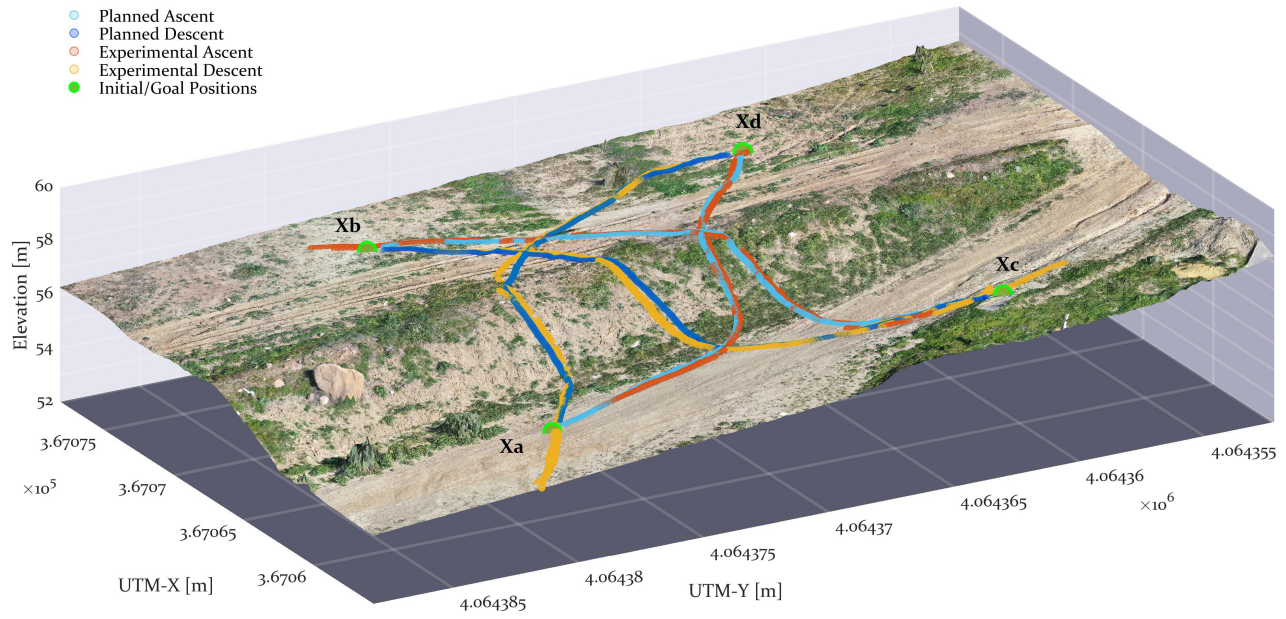 Planned Ascent
Planned Descent
Experimental Ascent
Experimental Descent
Initial/Goal Positions
Xd
Xb
Xc
Xa
60
58
56
54
52
Elevation [m]
3.67075
3.6707
3.67065
3.6706
×10⁵
UTM-X [m]
4.064385
4.06438
4.064375
4.06437
4.064365
4.06436
4.064355
×10⁶
UTM-Y [m]